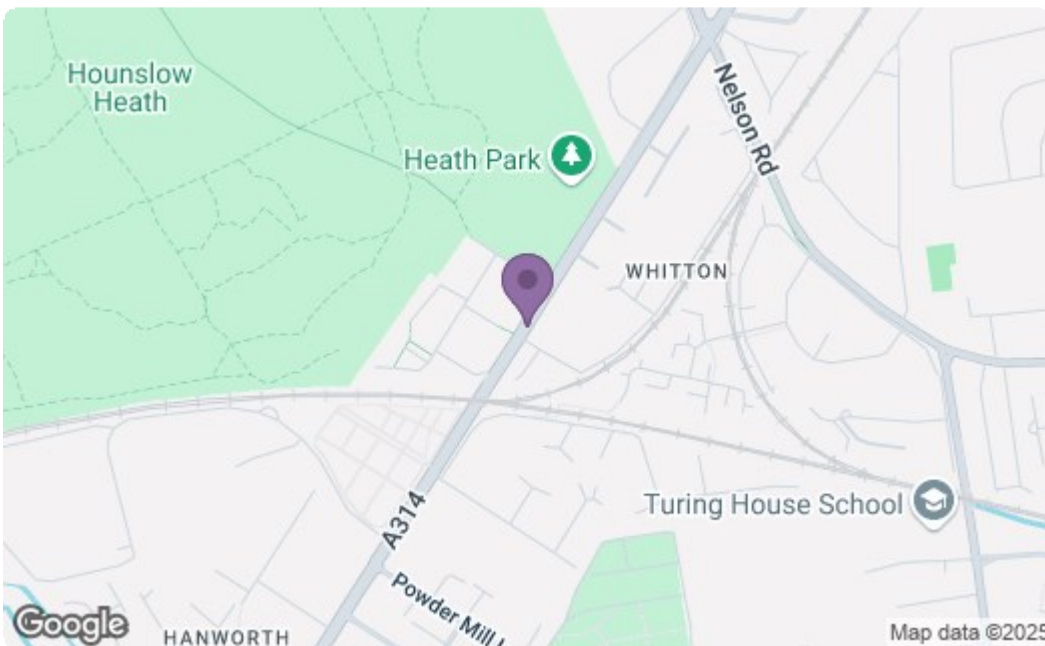 Hounslow
Heath
Nelson Rd
Heath Park
WHITTON
Turing House School
A314
Powder Mill
Google
HANWORTH
Map data ©2025